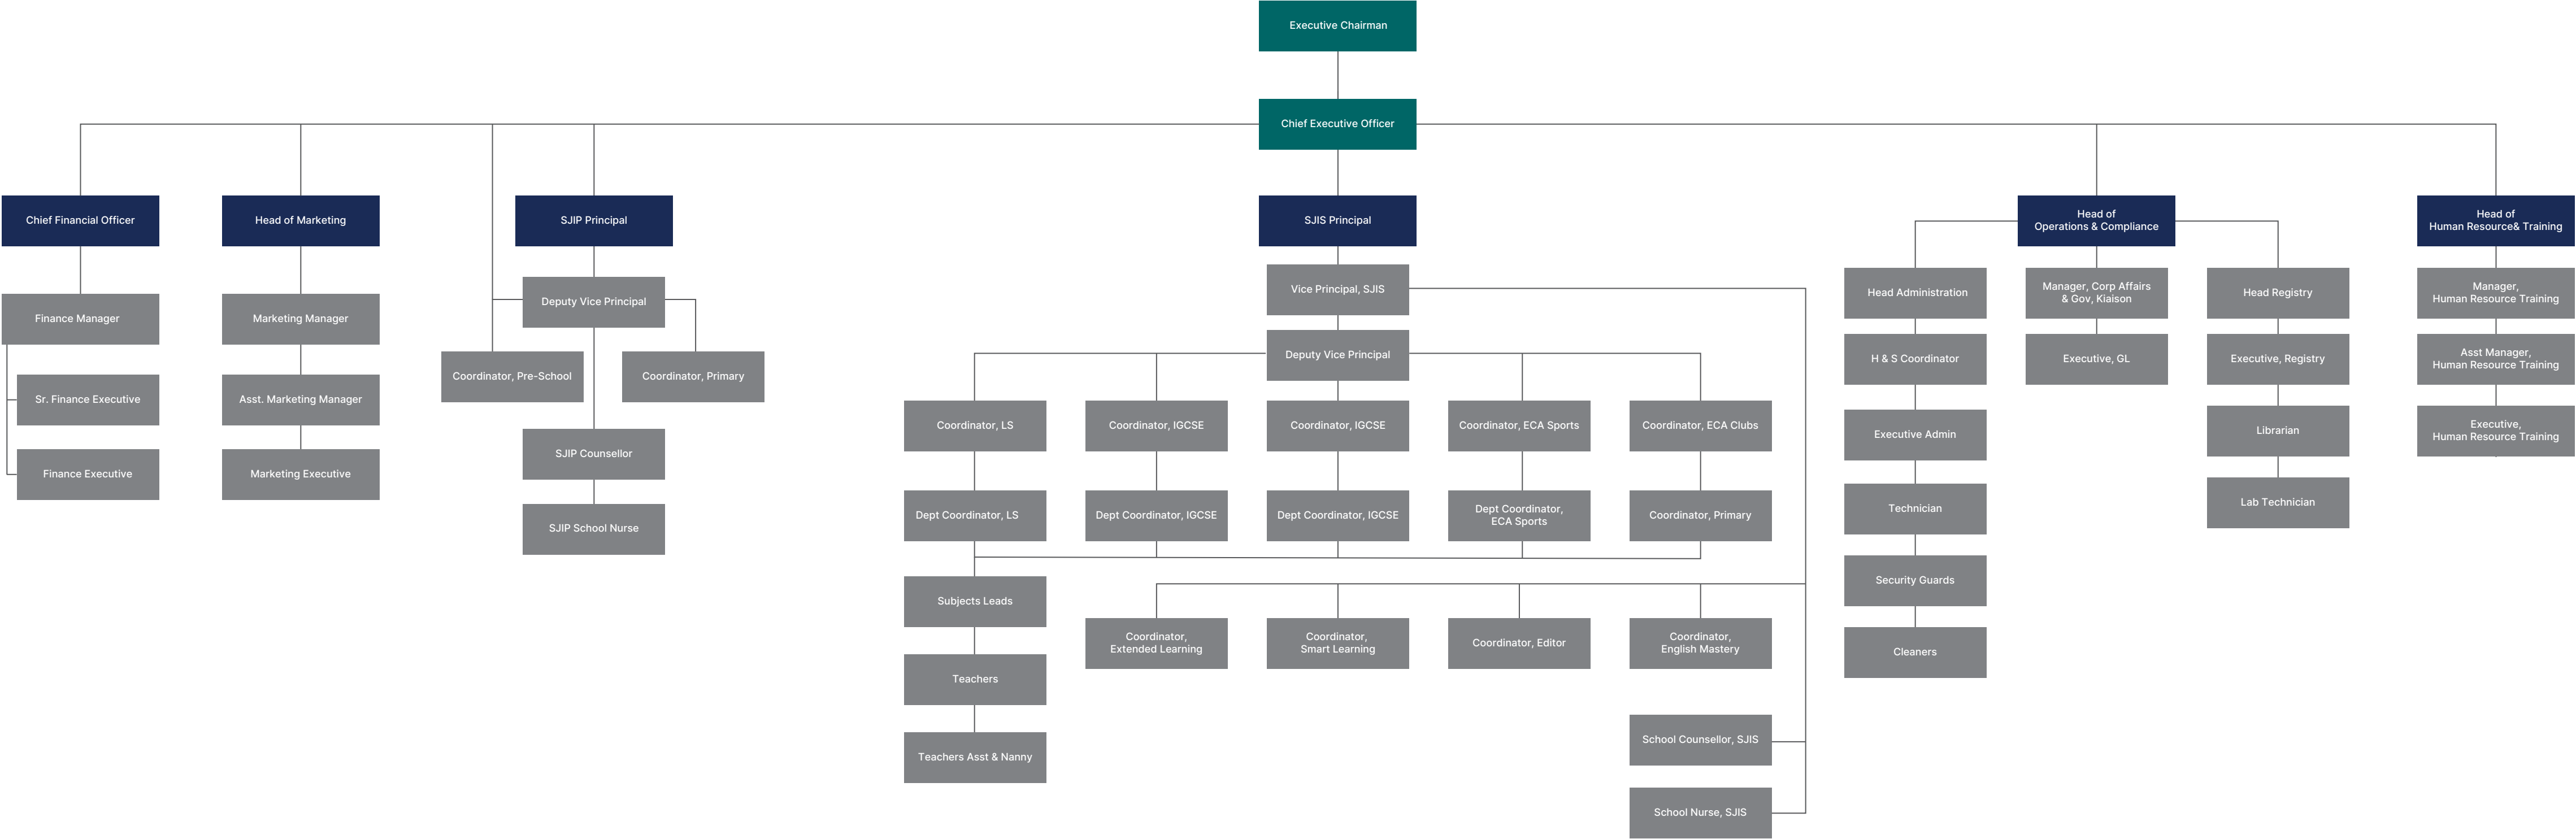 Executive Chairman
Chief Executive Officer
Chief Financial Officer
Head of Marketing
SJIP Principal
SJIS Principal
Head of
Operations & Compliance
Head of
Human Resource& Training
Finance Manager
Sr. Finance Executive
Finance Executive
Marketing Manager
Asst. Marketing Manager
Marketing Executive
Deputy Vice Principal
Coordinator, Pre-School
Coordinator, Primary
SJIP Counsellor
SJIP School Nurse
Vice Principal, SJIS
Deputy Vice Principal
Coordinator, LS
Coordinator, IGCSE
Coordinator, IGCSE
Coordinator, ECA Sports
Coordinator, ECA Clubs
Dept Coordinator, LS
Dept Coordinator, IGCSE
Dept Coordinator, IGCSE
Dept Coordinator,
ECA Sports
Coordinator, Primary
Subjects Leads
Teachers
Teachers Asst & Nanny
Coordinator,
Extended Learning
Coordinator,
Smart Learning
Coordinator, Editor
Coordinator,
English Mastery
School Counsellor, SJIS
School Nurse, SJIS
Head Administration
H & S Coordinator
Executive Admin
Technician
Security Guards
Cleaners
Manager, Corp Affairs
& Gov, Kiaison
Executive, GL
Head Registry
Executive, Registry
Librarian
Lab Technician
Manager,
Human Resource Training
Asst Manager,
Human Resource Training
Executive,
Human Resource Training